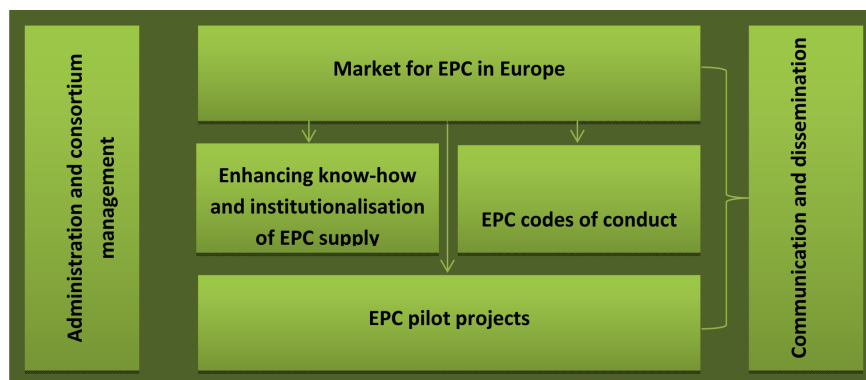 Administration and consortium
management
Market for EPC in Europe
Enhancing know-how
and institutionalisation
of EPC supply
EPC codes of conduct
EPC pilot projects
Communication and dissemination